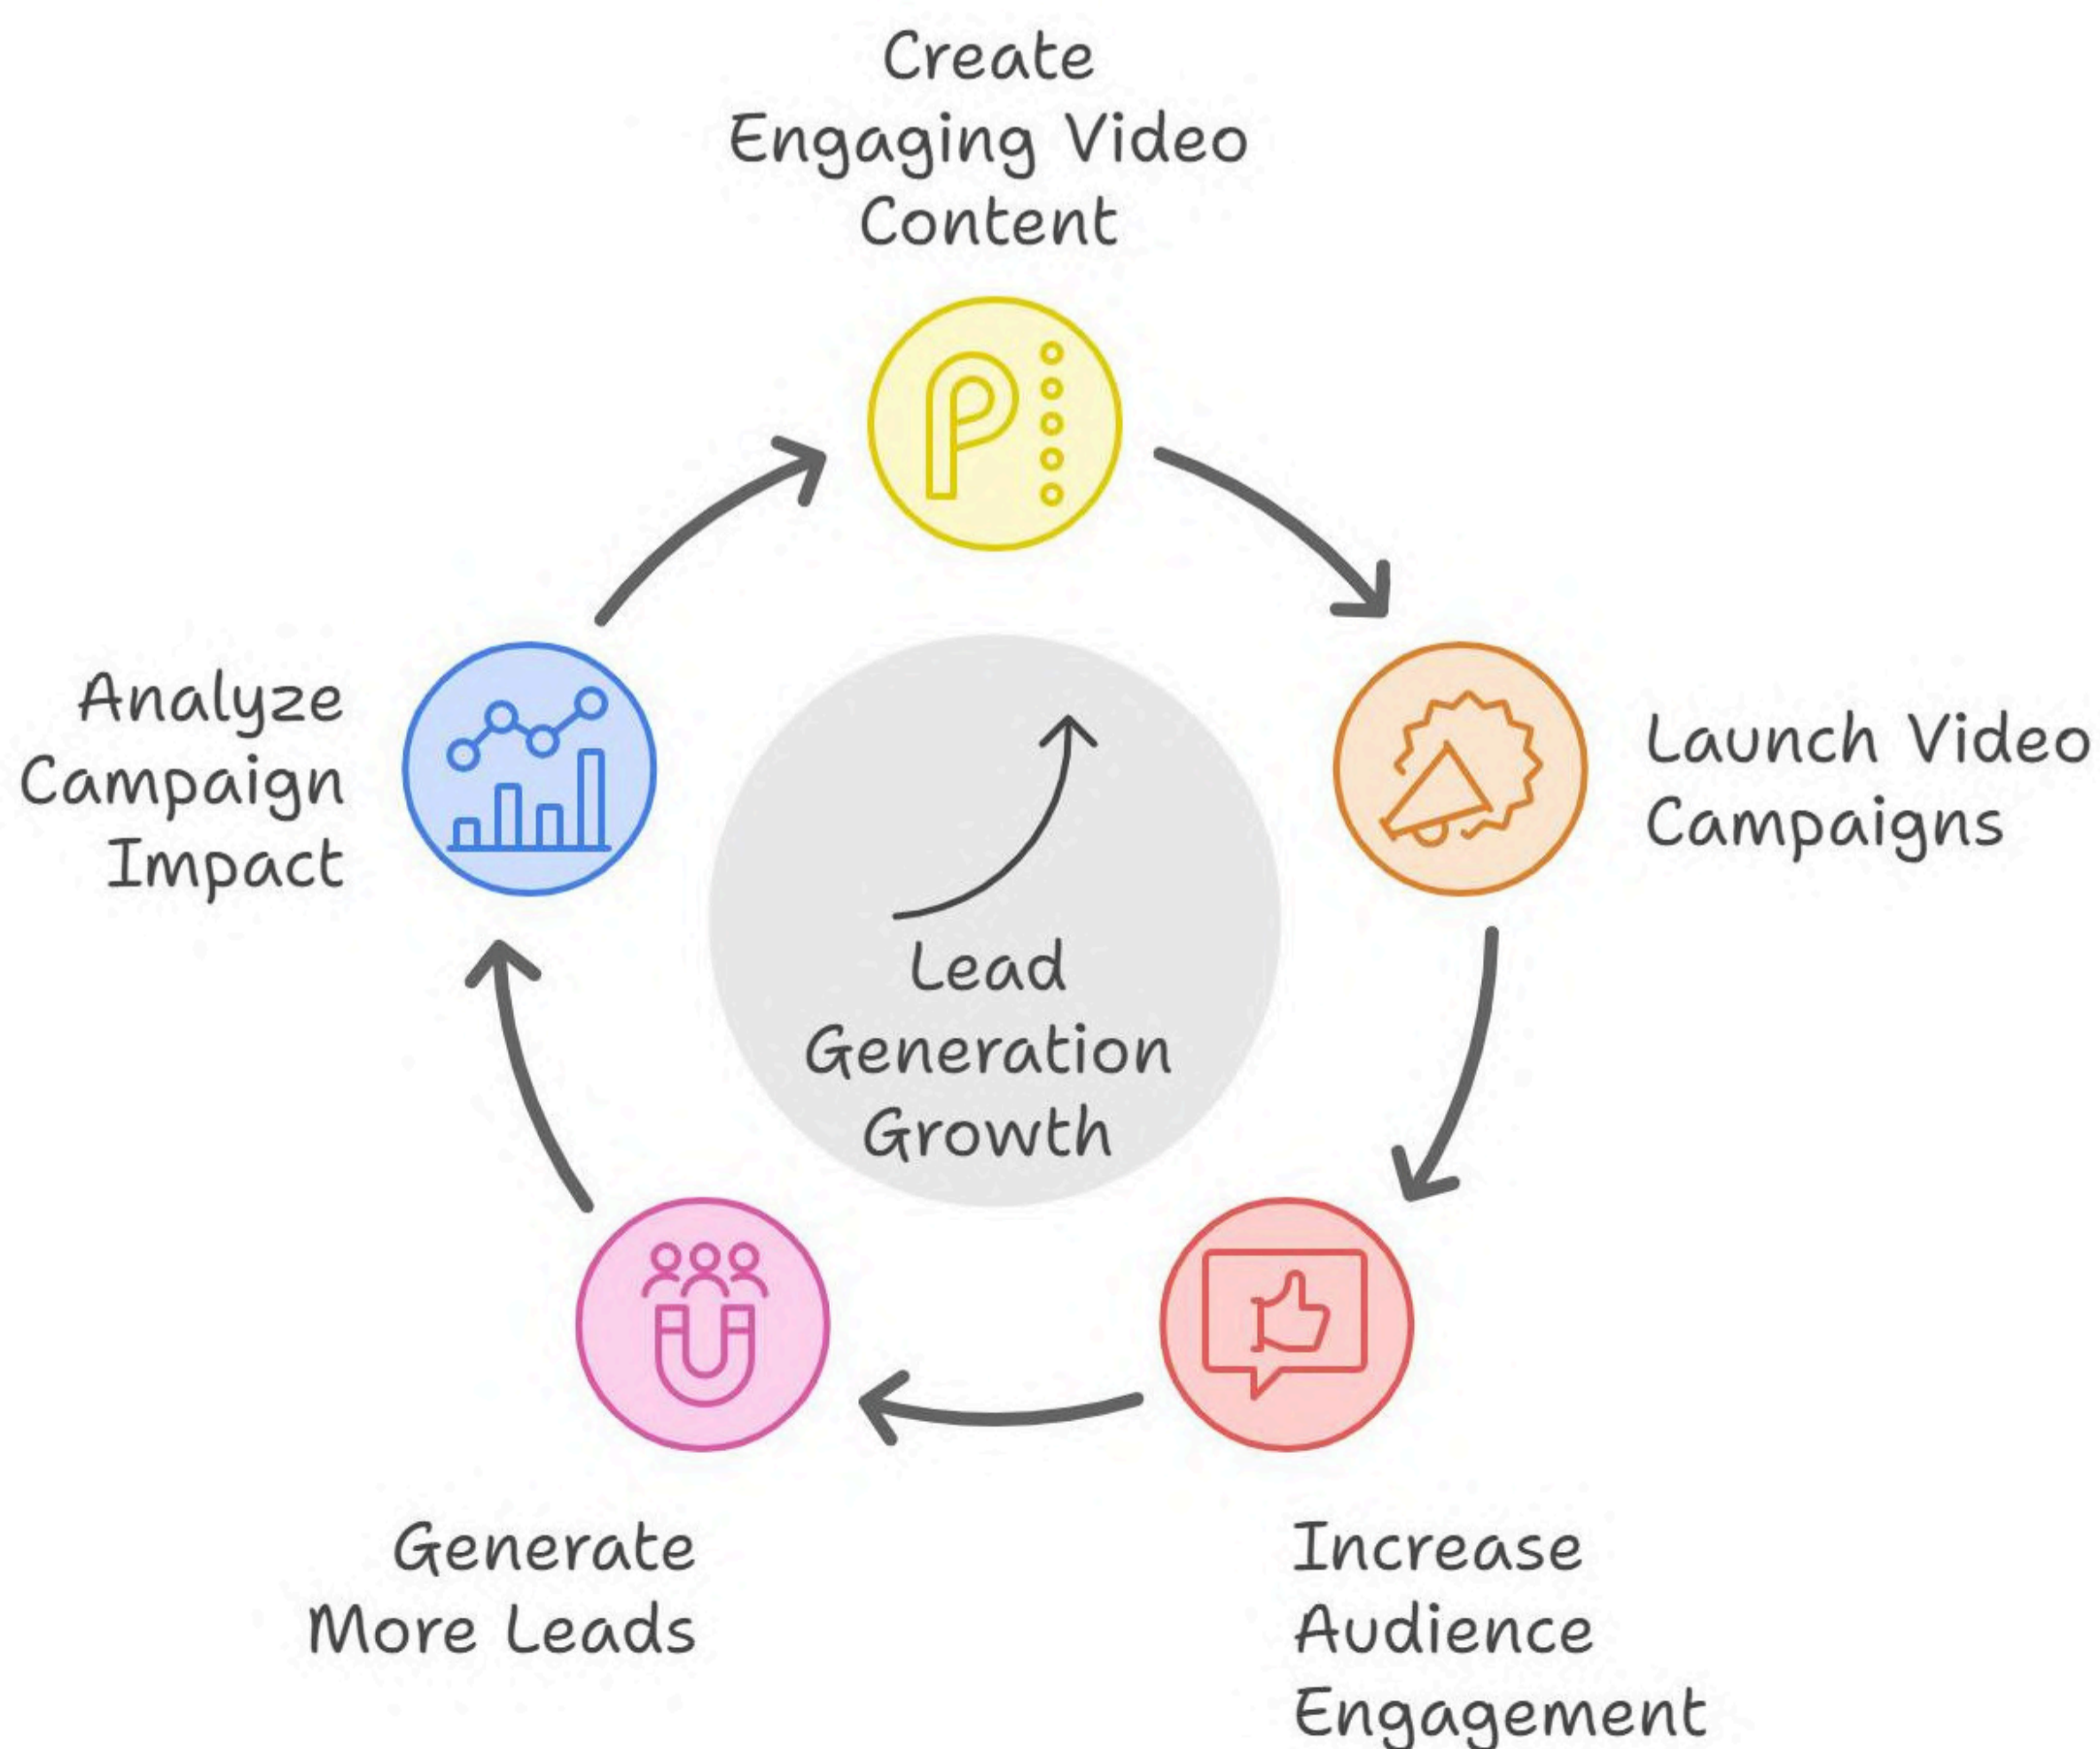 Create
Engaging Video
Content
Launch Video
Campaigns
Increase
Audience
Engagement
Generate
More Leads
Analyze
Campaign
Impact
Lead
Generation
Growth